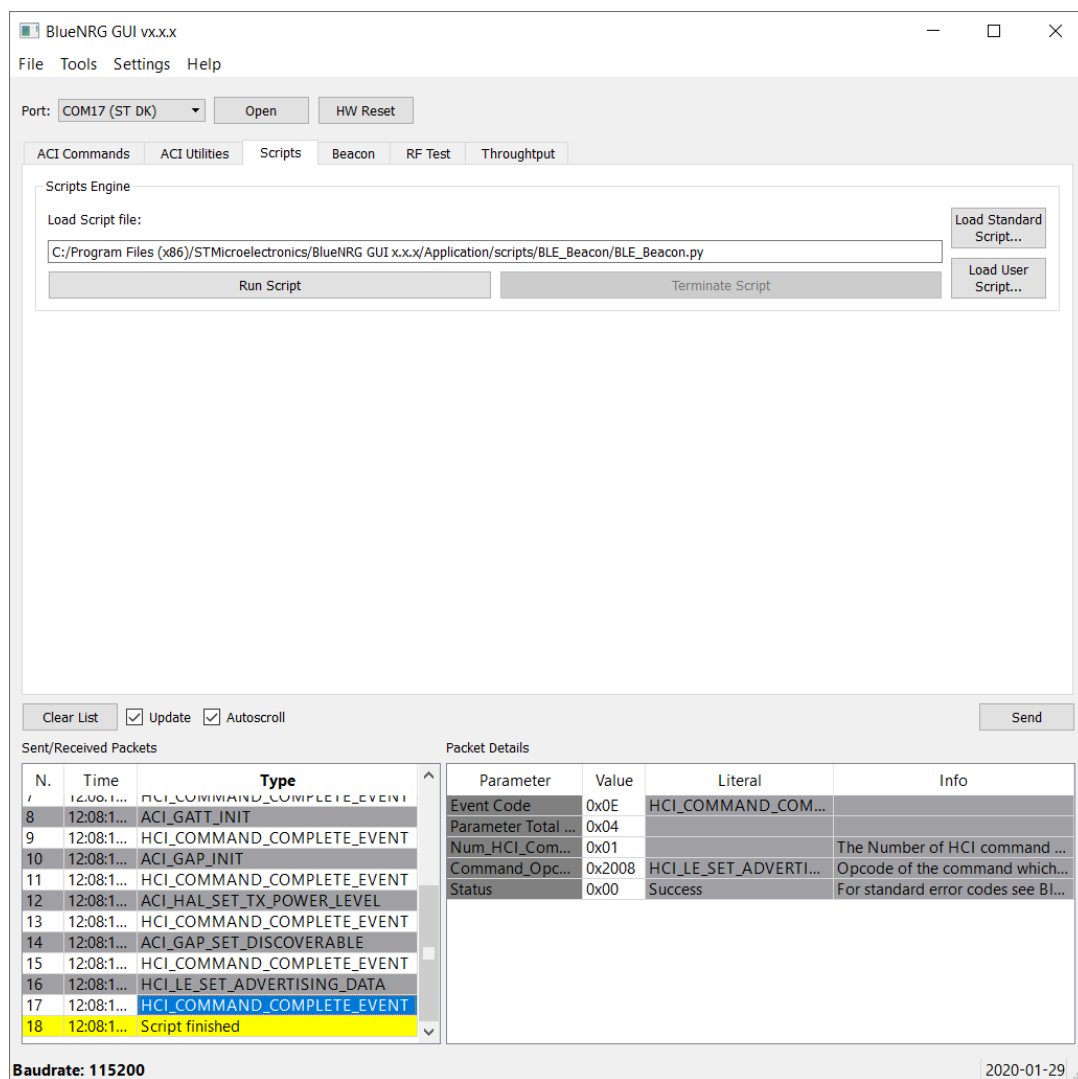 BlueNRG GUI vx.x.x
File Tools Settings Help
Port: COM17 (ST DK) Open HW Reset
ACI Commands ACI Utilities Scripts Beacon RF Test Throughtput
Scripts Engine
Load Script file:
Load Standard Script...
C:/Program Files (x86)/STMicroelectronics/BlueNRG GUI x.x.x/Application/scripts/BLE_Beacon/BLE_Beacon.py
Run Script Terminate Script
Load User Script...
Clear List Update Autoscroll Send
Sent/Received Packets
N. Time Type
7 12:08:1... HCI_COMMAND_COMPLETE_EVENT
8 12:08:1... ACI_GATT_INIT
9 12:08:1... HCI_COMMAND_COMPLETE_EVENT
10 12:08:1... ACI_GAP_INIT
11 12:08:1... HCI_COMMAND_COMPLETE_EVENT
12 12:08:1... ACI_HAL_SET_TX_POWER_LEVEL
13 12:08:1... HCI_COMMAND_COMPLETE_EVENT
14 12:08:1... ACI_GAP_SET_DISCOVERABLE
15 12:08:1... HCI_COMMAND_COMPLETE_EVENT
16 12:08:1... HCI_LE_SET_ADVERTISING_DATA
17 12:08:1... HCI_COMMAND_COMPLETE_EVENT
18 12:08:1... Script finished
Packet Details
Parameter Value Literal Info
Event Code 0x0E HCI_COMMAND_COM...
Parameter Total ... 0x04
Num_HCI_Com... 0x01 The Number of HCI command ...
Command_Opc... 0x2008 HCI_LE_SET_ADVERTI... Opcode of the command which...
Status 0x00 Success For standard error codes see Bl...
Baudrate: 115200 2020-01-29